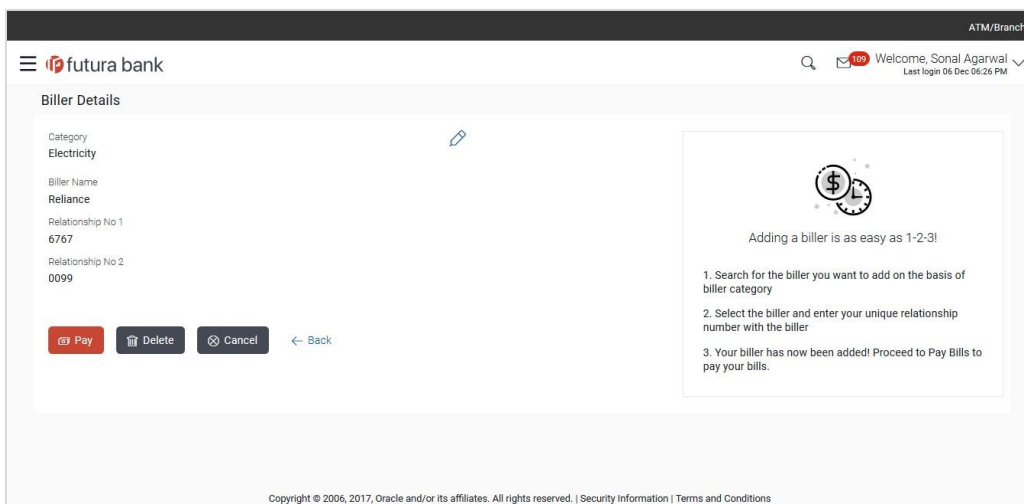 ATM/Branch
futura bank
109
Welcome, Sonal Agarwal
Last login 06 Dec 06:26 PM
Biller Details
Category
Electricity
Biller Name
Reliance
Relationship No 1
6767
Relationship No 2
0099
Pay
Delete
Cancel
Back
Adding a biller is as easy as 1-2-3!
1. Search for the biller you want to add on the basis of
biller category
2. Select the biller and enter your unique relationship
number with the biller
3. Your biller has now been added! Proceed to Pay Bills to
pay your bills.
Copyright © 2006, 2017, Oracle and/or its affiliates. All rights reserved. | Security Information | Terms and Conditions